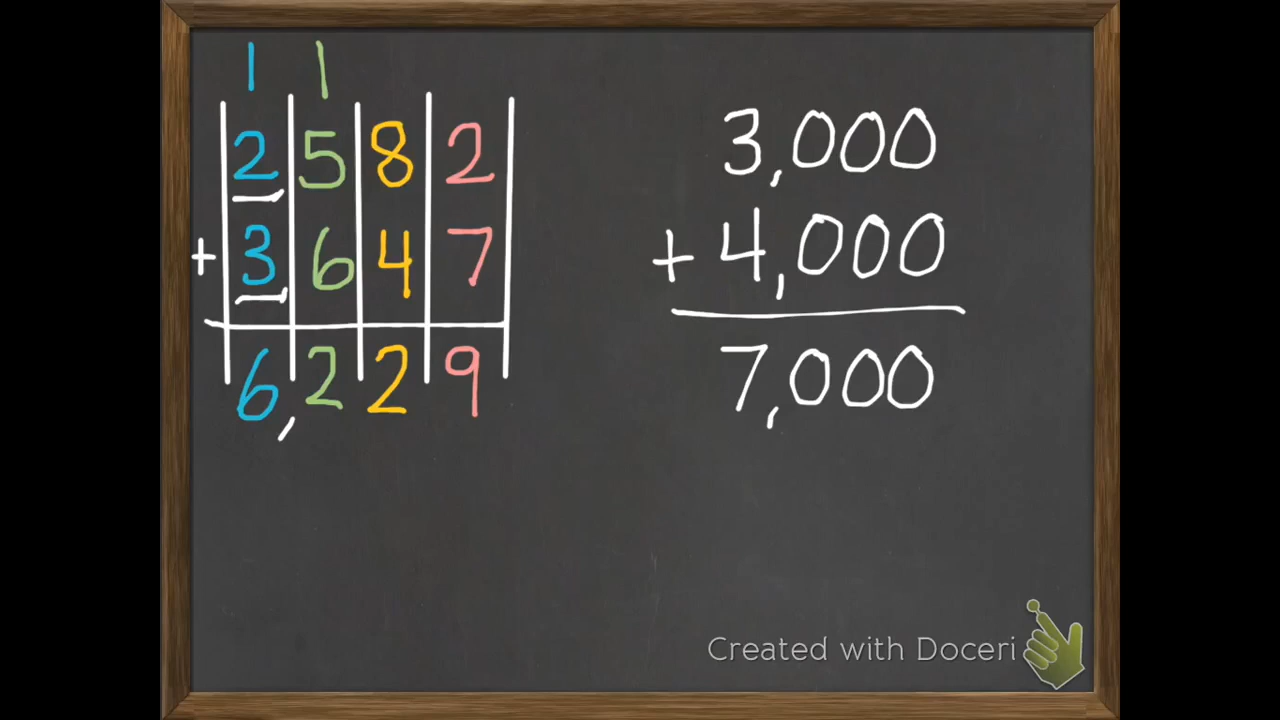 1 1
2 5 8 2
+ 3 6 4 7
6, 2 2 9
3,000
+ 4,000
7,000
Created with Doceri